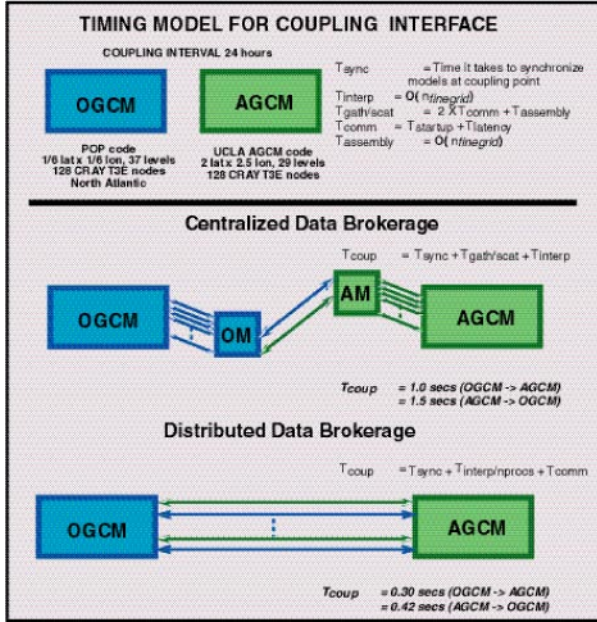 TIMING MODEL FOR COUPLING INTERFACE
COUPLING INTERVAL 24 hours
OGCM
AGCM
POP code
1/6 lat x 1/6 lon, 37 levels
128 CRAY T3E nodes
North Atlantic
UCLA AGCM code
2 lat x 2.5 lon, 29 levels
128 CRAY T3E nodes
Tsync = Time it takes to synchronize
models at coupling point
Tinterp = O( nfinegrid)
Tgath/scat = 2 XTcomm + Tassembly
Tcomm = Tstartup + Tlatency
Tassembly = O( nfinegrid)
Centralized Data Brokerage
Tcoup = Tsync + Tgath/scat + Tinterp
OGCM
OM
AM
AGCM
Tcoup = 1.0 secs (OGCM -> AGCM)
= 1.5 secs (AGCM -> OGCM)
Distributed Data Brokerage
Tcoup = Tsync + Tinterp/nprocs + Tcomm
OGCM
AGCM
Tcoup = 0.30 secs (OGCM -> AGCM)
= 0.42 secs (AGCM -> OGCM)